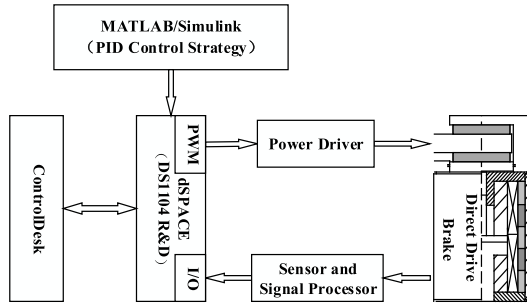 MATLAB/Simulink
（PID Control Strategy）
ControlDesk
PWM
dSPACE
（DS1104 R&D）
I/O
Power Driver
Direct Drive
Brake
Sensor and
Signal Processor